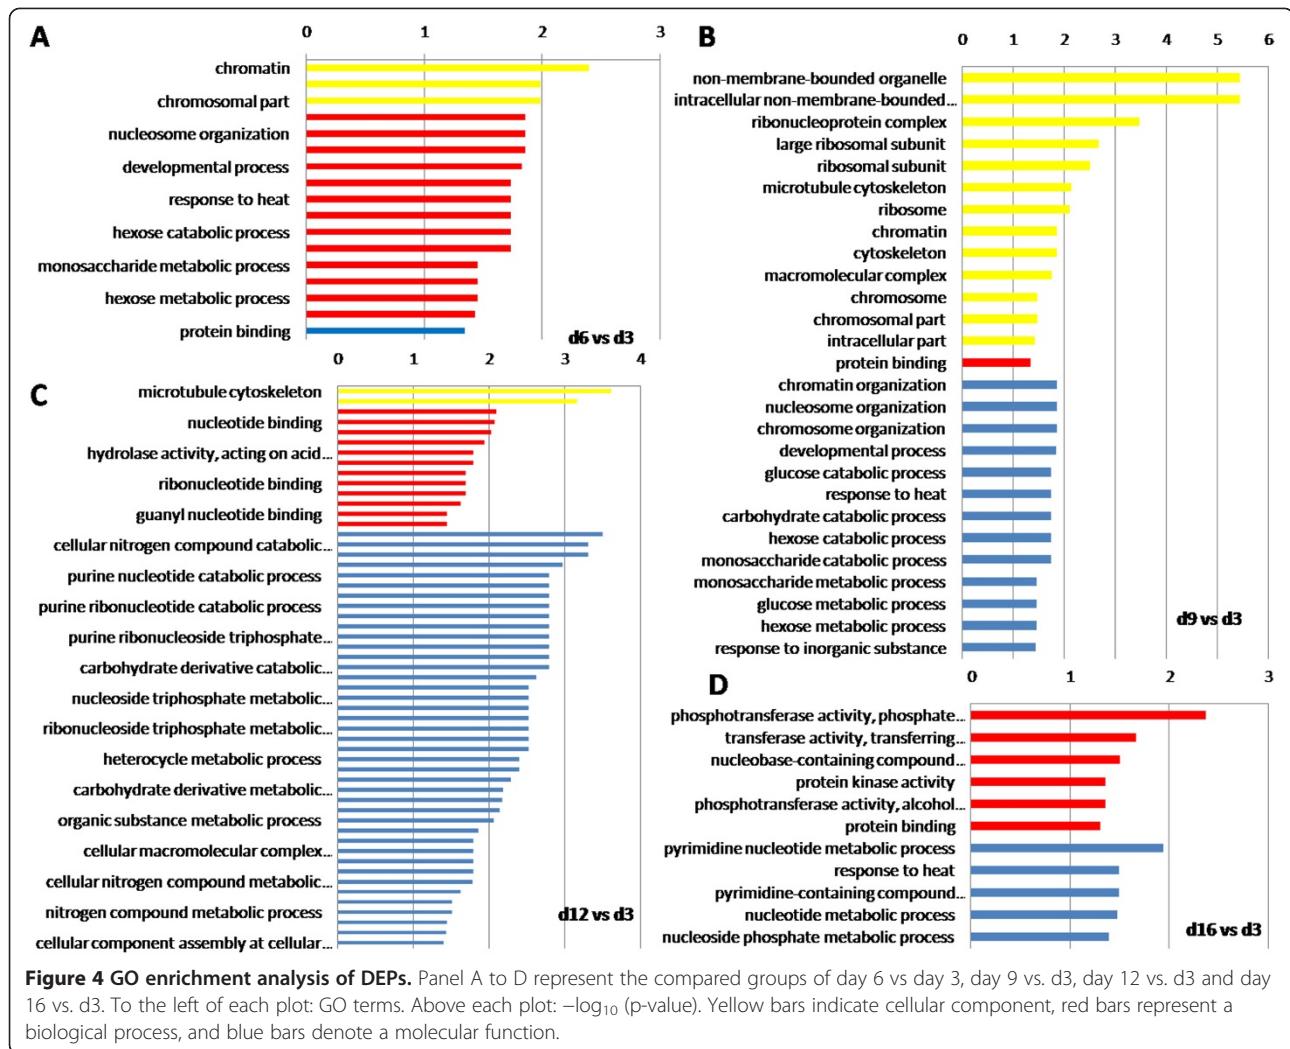 A
0 1 2 3
chromatin
chromosomal part
nucleosome organization
developmental process
response to heat
hexose catabolic process
monosaccharide metabolic process
hexose metabolic process
protein binding
d6 vs d3
B
0 1 2 3 4 5 6
non-membrane-bounded organelle
intracellular non-membrane-bounded...
ribonucleoprotein complex
large ribosomal subunit
ribosomal subunit
microtubule cytoskeleton
ribosome
chromatin
cytoskeleton
macromolecular complex
chromosome
chromosomal part
intracellular part
protein binding
chromatin organization
nucleosome organization
chromosome organization
developmental process
glucose catabolic process
response to heat
carbohydrate catabolic process
hexose catabolic process
monosaccharide catabolic process
monosaccharide metabolic process
glucose metabolic process
hexose metabolic process
response to inorganic substance
d9 vs d3
C
0 1 2 3 4
microtubule cytoskeleton
nucleotide binding
hydrolase activity, acting on acid...
ribonucleotide binding
guanyl nucleotide binding
cellular nitrogen compound catabolic...
purine nucleotide catabolic process
purine ribonucleotide catabolic process
purine ribonucleoside triphosphate...
carbohydrate derivative catabolic...
nucleoside triphosphate metabolic...
ribonucleoside triphosphate metabolic...
heterocycle metabolic process
carbohydrate derivative metabolic...
organic substance metabolic process
cellular macromolecular complex...
cellular nitrogen compound metabolic...
nitrogen compound metabolic process
cellular component assembly at cellular...
d12 vs d3
D
0 1 2 3
phosphotransferase activity, phosphate...
transferase activity, transferring...
nucleobase-containing compound...
protein kinase activity
phosphotransferase activity, alcohol...
protein binding
pyrimidine nucleotide metabolic process
response to heat
pyrimidine-containing compound...
nucleotide metabolic process
nucleoside phosphate metabolic process
d16 vs d3
Figure 4 GO enrichment analysis of DEPs. Panel A to D represent the compared groups of day 6 vs day 3, day 9 vs. d3, day 12 vs. d3 and day
16 vs. d3. To the left of each plot: GO terms. Above each plot: −log₁₀ (p-value). Yellow bars indicate cellular component, red bars represent a
biological process, and blue bars denote a molecular function.